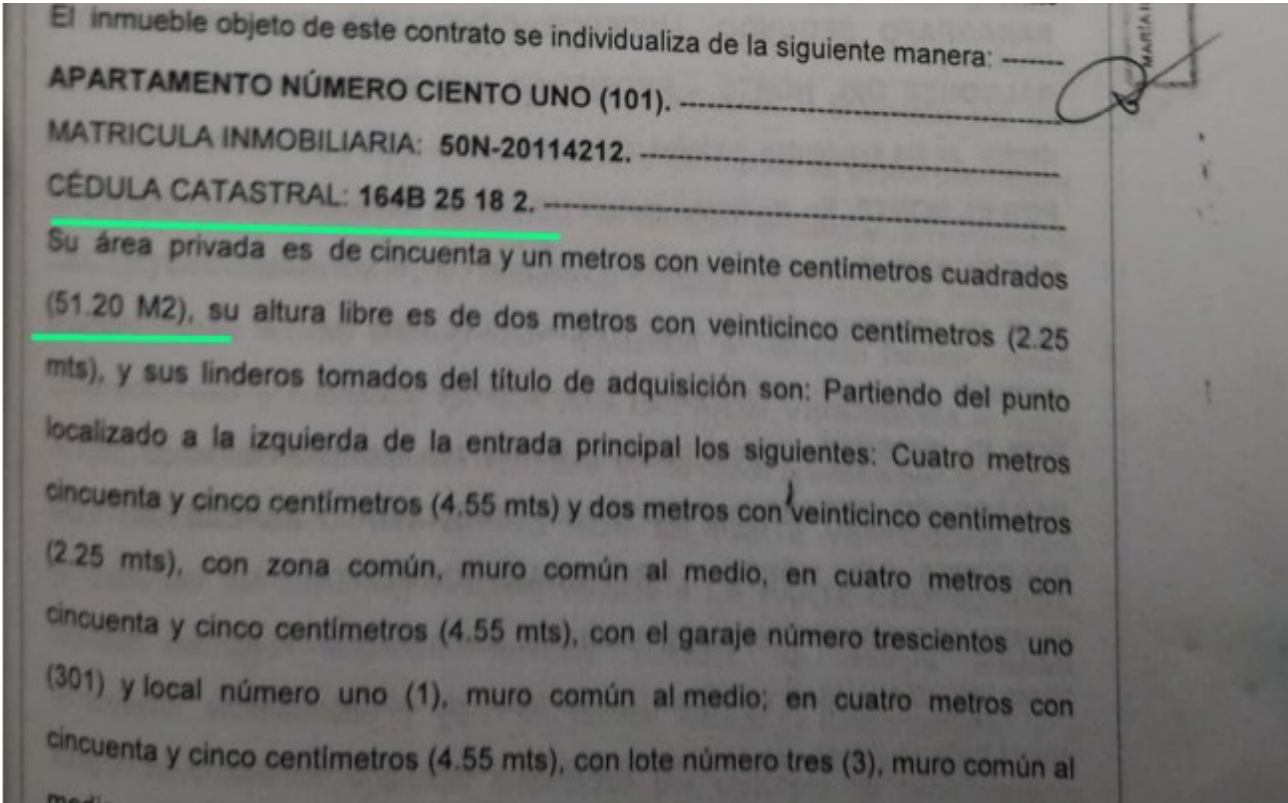 El inmueble objeto de este contrato se individualiza de la siguiente manera: -------
APARTAMENTO NÚMERO CIENTO UNO (101). ---------------------------------------
MATRICULA INMOBILIARIA: 50N-20114212. -------------------------------------------
CÉDULA CATASTRAL: 164B 25 18 2. -----------------------------------------------------
Su área privada es de cincuenta y un metros con veinte centímetros cuadrados
(51.20 M2), su altura libre es de dos metros con veinticinco centímetros (2.25
mts), y sus linderos tomados del título de adquisición son: Partiendo del punto
localizado a la izquierda de la entrada principal los siguientes: Cuatro metros
cincuenta y cinco centímetros (4.55 mts) y dos metros con veinticinco centímetros
(2.25 mts), con zona común, muro común al medio, en cuatro metros con
cincuenta y cinco centímetros (4.55 mts), con el garaje número trescientos uno
(301) y local número uno (1), muro común al medio; en cuatro metros con
cincuenta y cinco centímetros (4.55 mts), con lote número tres (3), muro común al